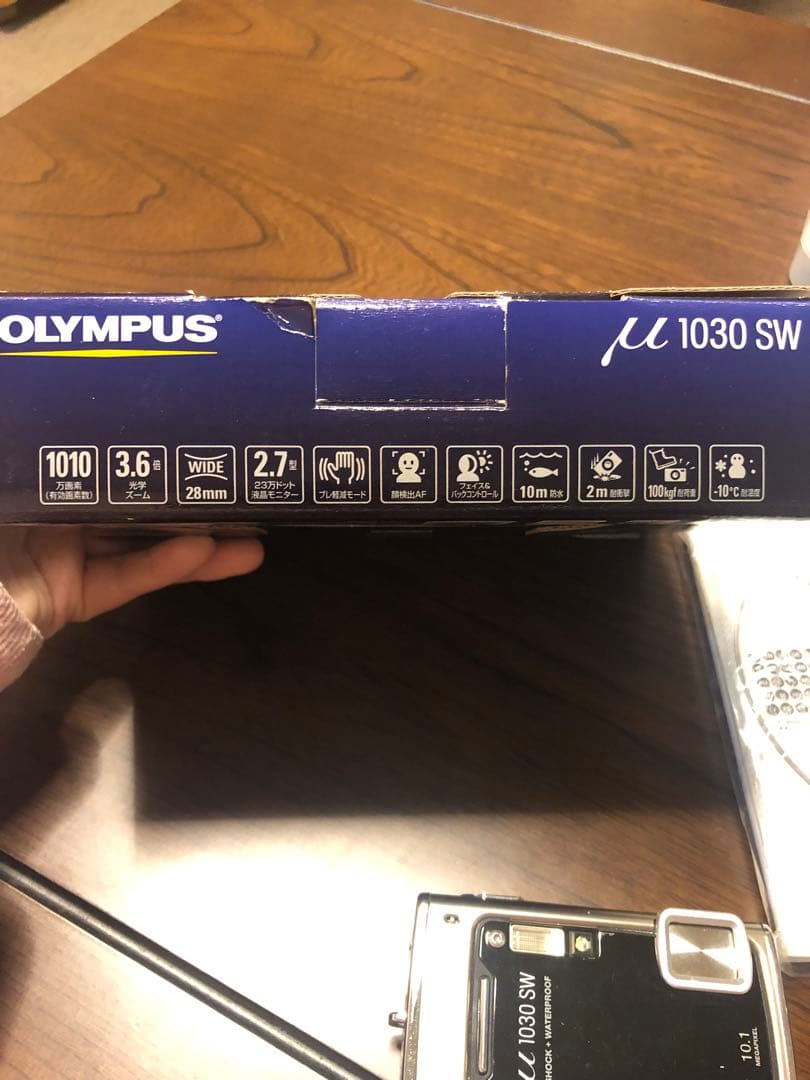 OLYMPUS®
μ 1030 SW
1010
万画素
(有効画素数)
3.6倍
光学
ズーム
WIDE
28mm
2.7型
23万ドット
液晶モニター
ブレ軽減モード
顔検出AF
フェイス&
バックコントロール
10m 防水
2m 耐衝撃
100kgf 耐荷重
-10°C 耐温度
μ 1030 SW
SHOCK + WATERPROOF
10.1
MEGAPIXEL